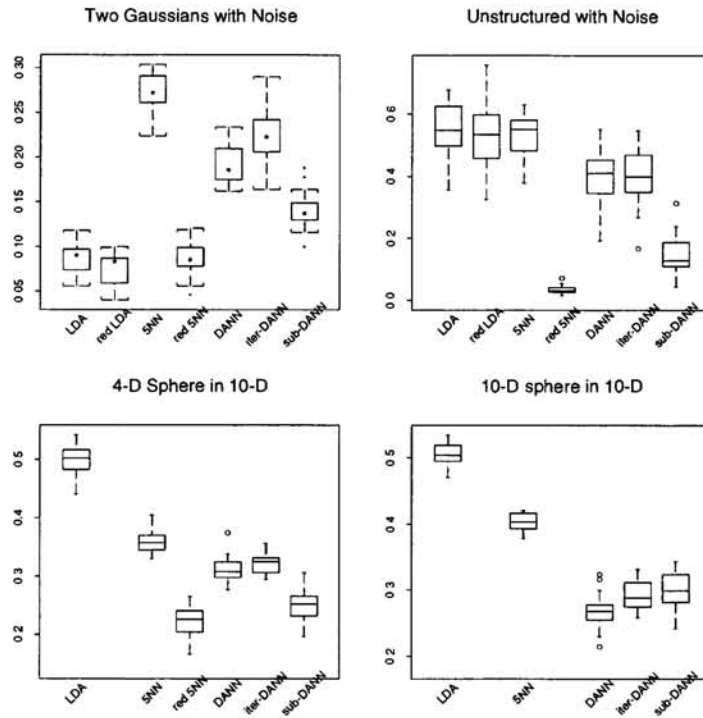 Two Gaussians with Noise
0.30
0.25
0.20
0.15
0.10
0.05
LDA
red LDA
5NN
red 5NN
DANN
iter-DANN
sub-DANN
Unstructured with Noise
0.6
0.4
0.2
0.0
LDA
red LDA
5NN
red 5NN
DANN
iter-DANN
sub-DANN
4-D Sphere in 10-D
0.5
0.4
0.3
0.2
LDA
5NN
red 5NN
DANN
iter-DANN
sub-DANN
10-D sphere in 10-D
0.5
0.4
0.3
0.2
LDA
5NN
DANN
iter-DANN
sub-DANN